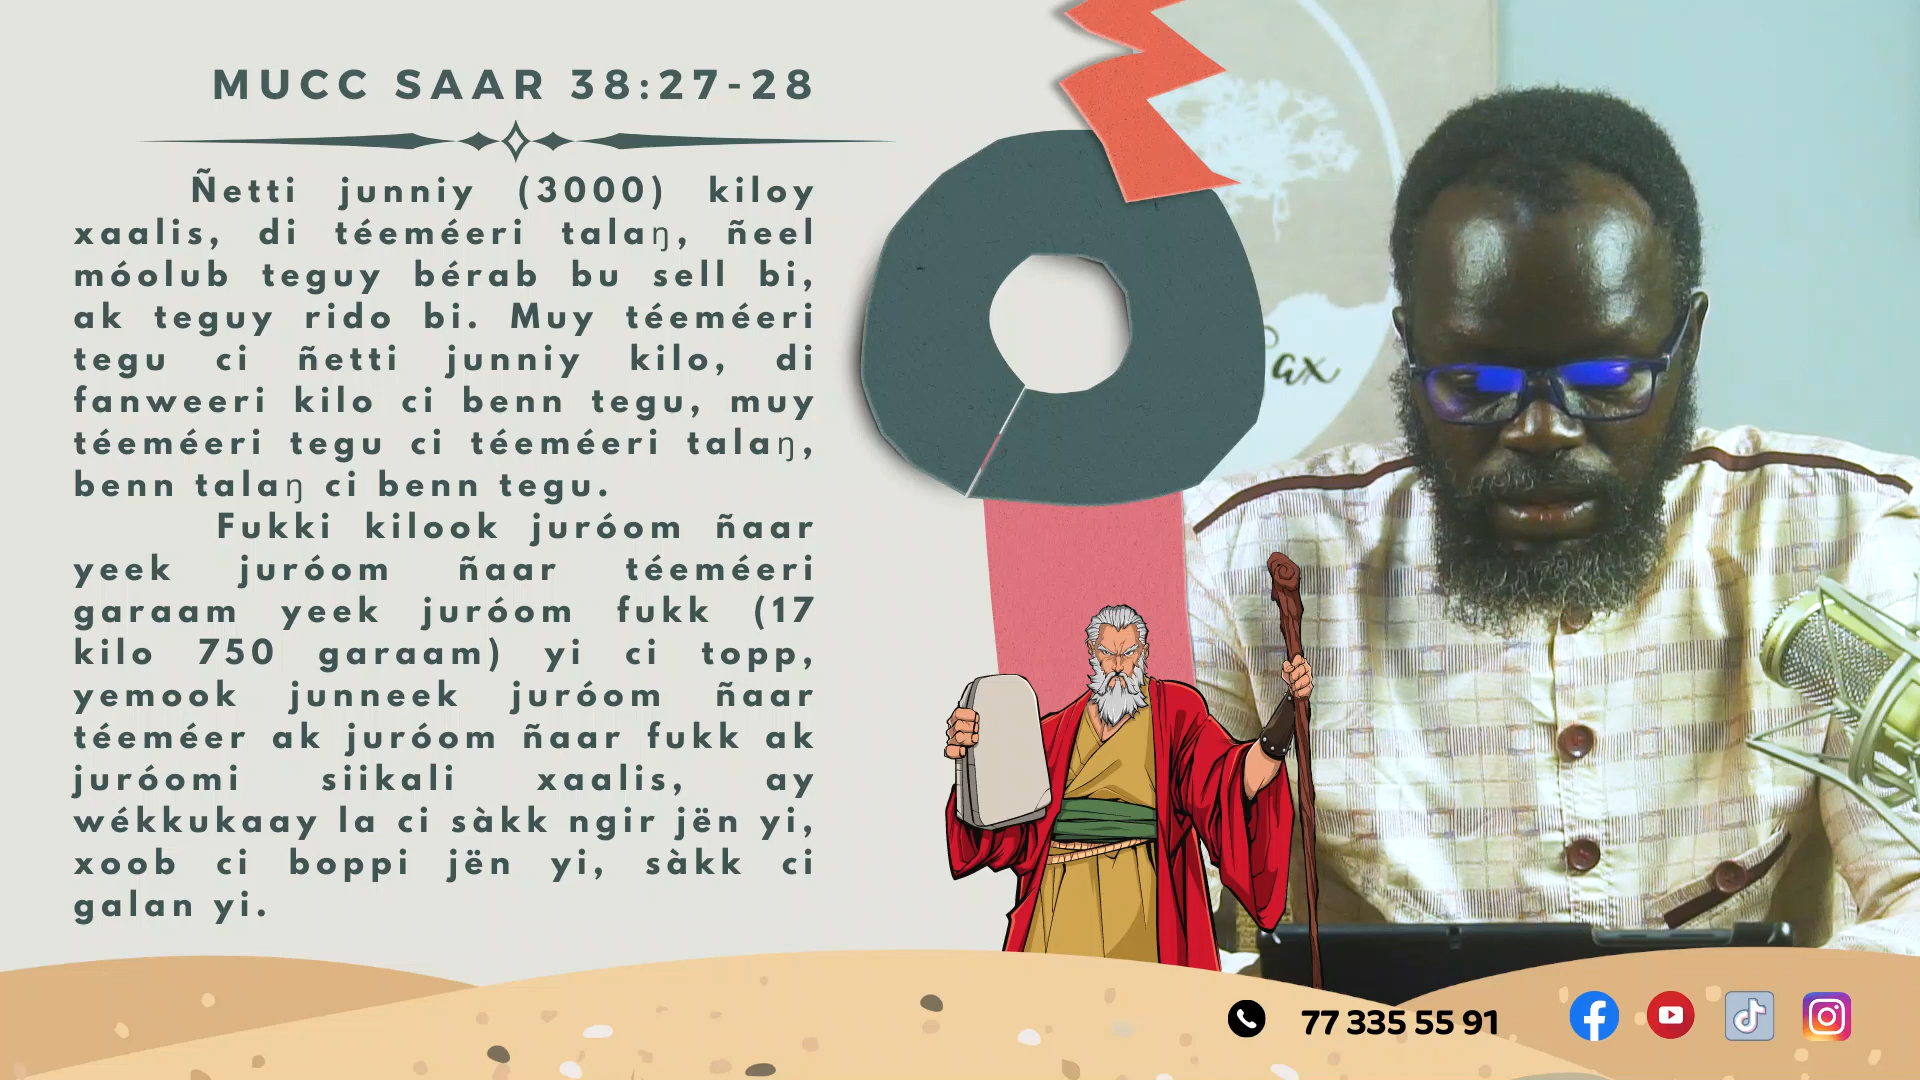 MUCC SAAR 38:27-28
Ñetti junniy (3000) kiloy
xaalis, di téeméeri talaŋ, ñeel
móolub teguy bérab bu sell bi,
ak teguy rido bi. Muy téeméeri
tegu ci ñetti junniy kilo, di
fanweeri kilo ci benn tegu, muy
téeméeri tegu ci téeméeri talaŋ,
benn talaŋ ci benn tegu.
Fukki kilook juróom ñaar
yeek juróom ñaar téeméeri
garaam yeek juróom fukk (17
kilo 750 garaam) yi ci topp,
yemook junneek juróom ñaar
téeméer ak juróom ñaar fukk ak
juróomi siikali xaalis, ay
wékkukaay la ci sàkk ngir jën yi,
xoob ci boppi jën yi, sàkk ci
galan yi.
77 335 55 91